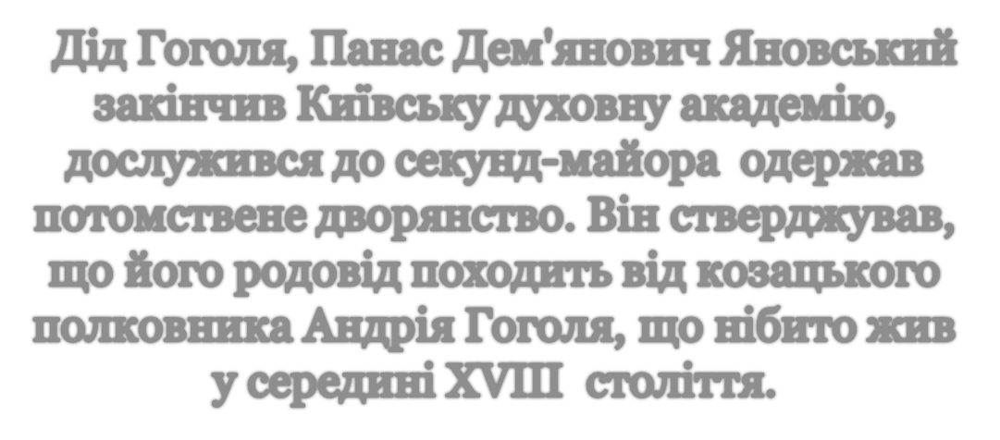 Дід Гоголя, Панас Дем'янович Яновський
закінчив Київську духовну академію,
дослужився до секунд-майора одержав
потомствене дворянство. Він стверджував,
що його родовід походить від козацького
полковника Андрія Гоголя, що нібито жив
у середині XVIII століття.